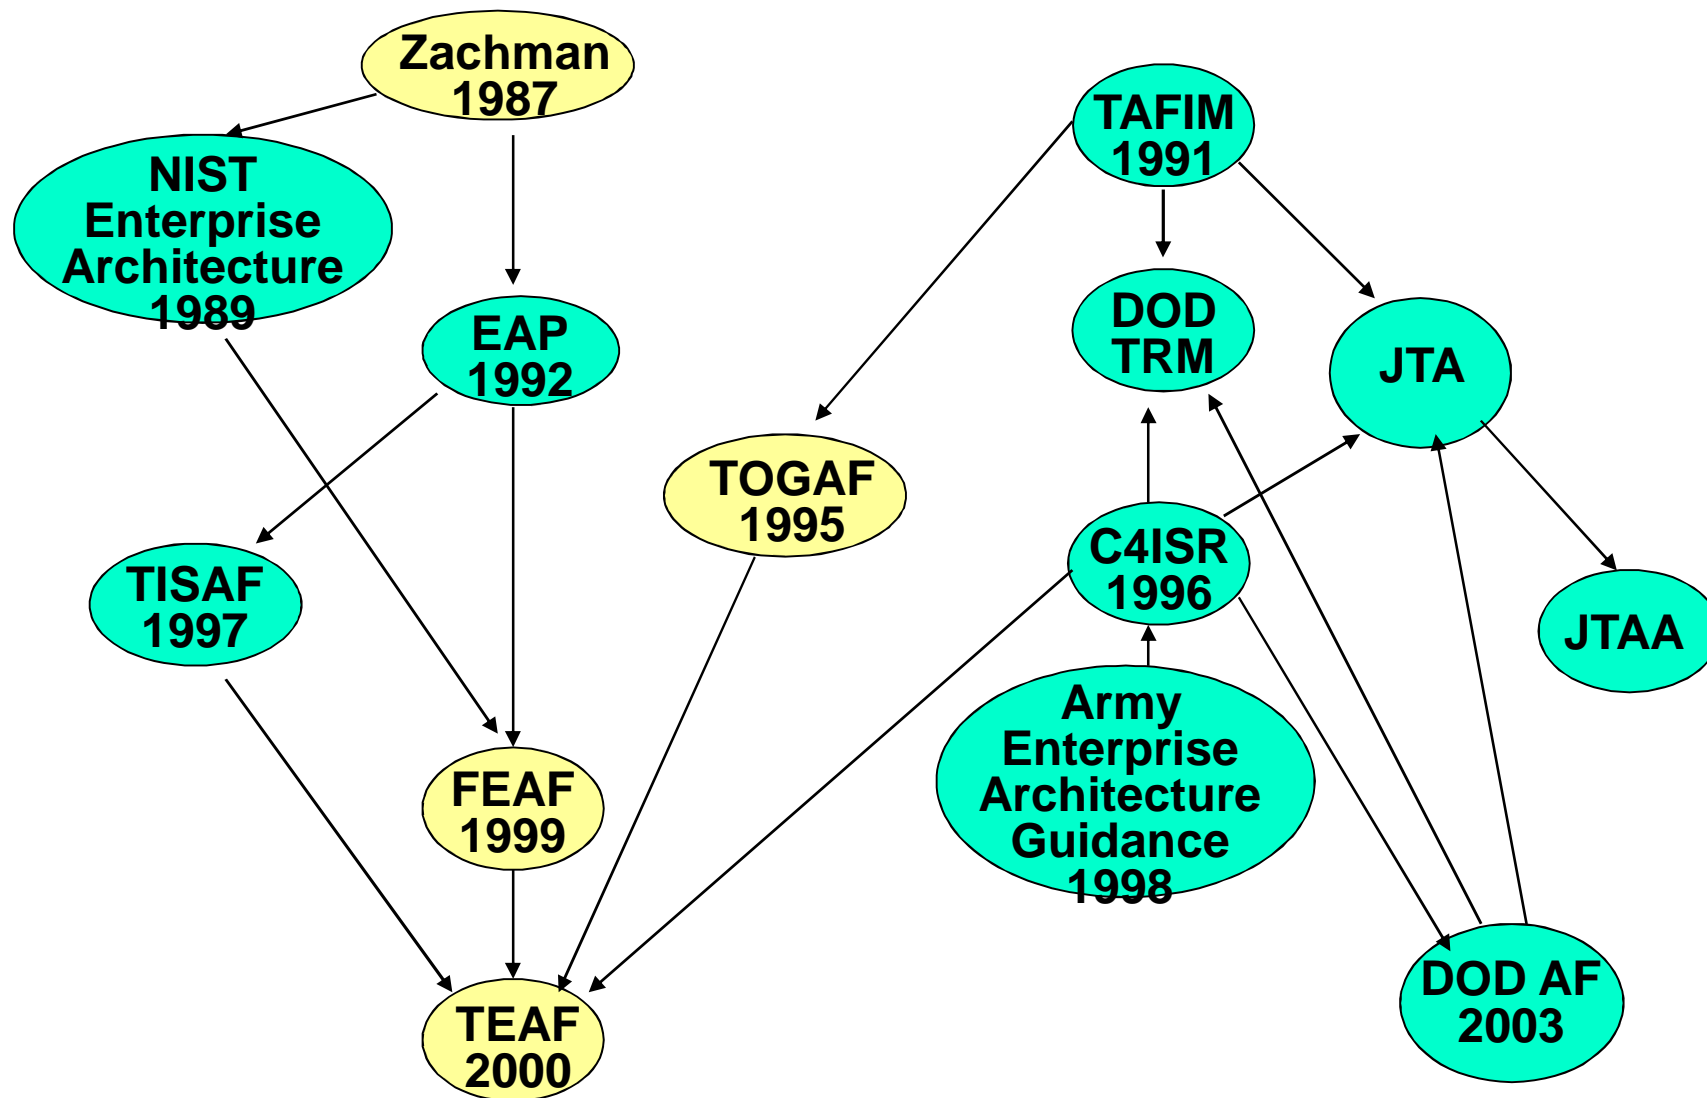 Zachman
1987
TAFIM
1991
NIST
Enterprise
Architecture
1989
EAP
1992
DOD
TRM
JTA
TOGAF
1995
C4ISR
1996
TISAF
1997
JTAA
Army
Enterprise
Architecture
Guidance
1998
FEAF
1999
DOD AF
2003
TEAF
2000